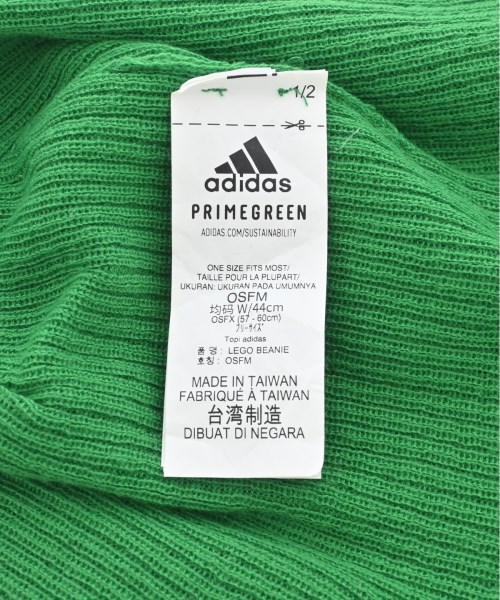 1/2
adidas
PRIMEGREEN
ADIDAS.COM/SUSTAINABILITY
ONE SIZE FITS MOST/
TAILLE POUR LA PLUPART/
UKURAN: UKURAN PADA UMUMNYA
OSFM
均码 W/44cm
OSFX (57 - 60cm)
フリーサイズ
Topi adidas
품 명 : LEGO BEANIE
호칭 : OSFM
MADE IN TAIWAN
FABRIQUÉ À TAIWAN
台湾制造
DIBUAT DI NEGARA